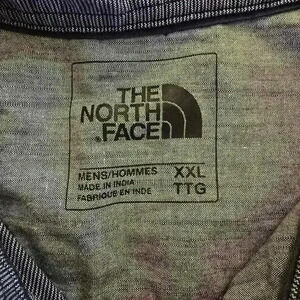 THE
NORTH
FACE
MENS/HOMMES XXL
MADE IN INDIA TTG
FABRIQUÉ EN INDE